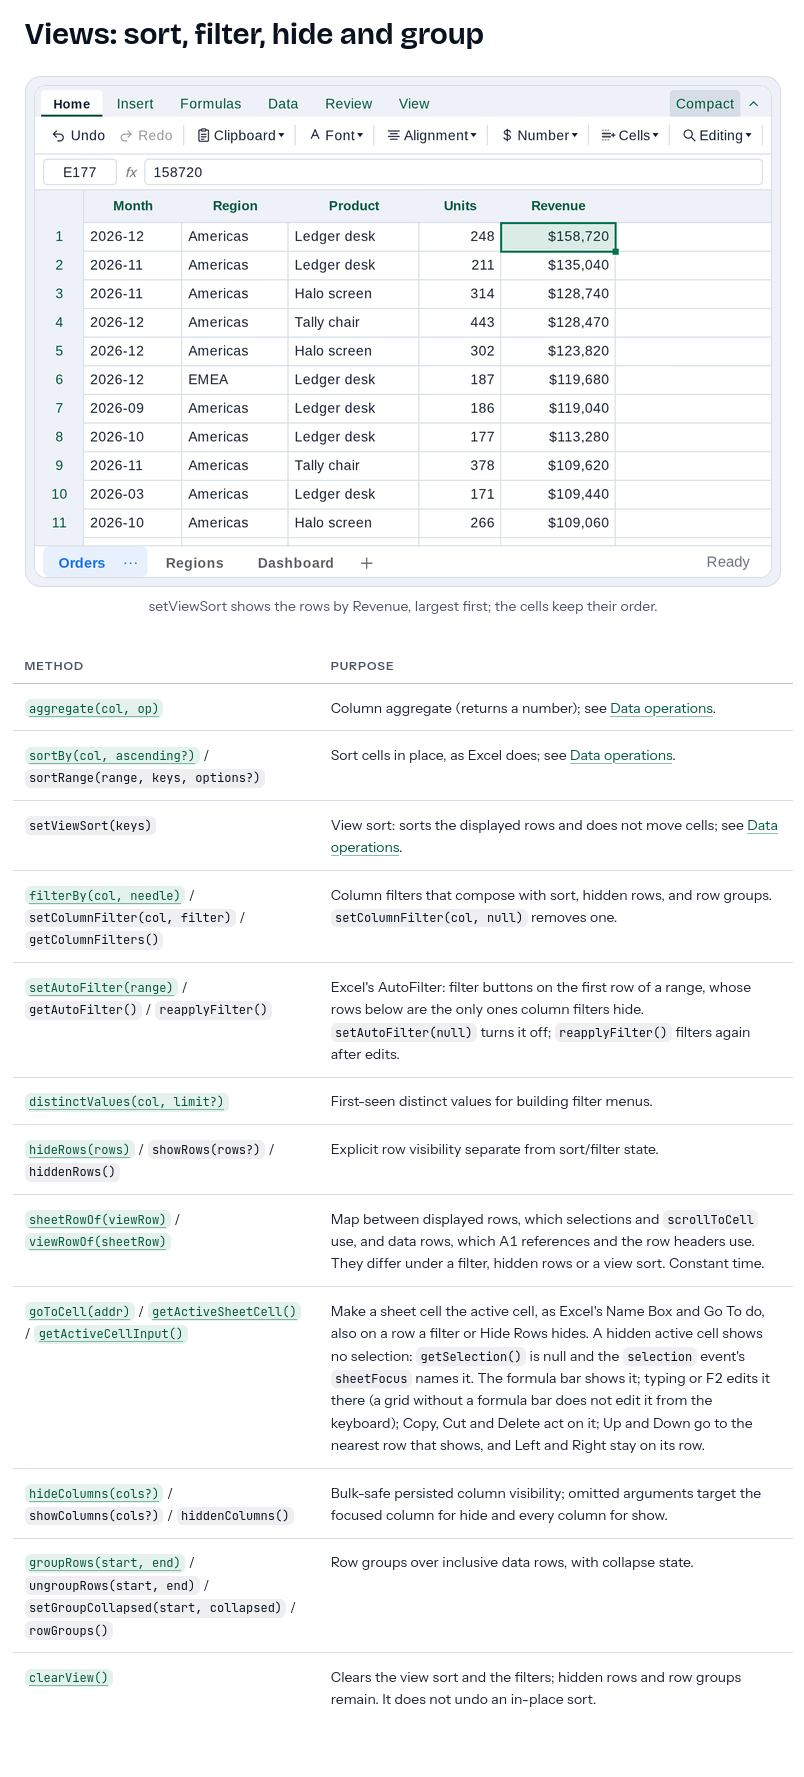 Views: sort, filter, hide and group
Home Insert Formulas Data Review View Compact
Undo Redo Clipboard Font Alignment $ Number Cells Editing
E177 fx 158720
Month Region Product Units Revenue
1 2026-12 Americas Ledger desk 248 $158,720
2 2026-11 Americas Ledger desk 211 $135,040
3 2026-11 Americas Halo screen 314 $128,740
4 2026-12 Americas Tally chair 443 $128,470
5 2026-12 Americas Halo screen 302 $123,820
6 2026-12 EMEA Ledger desk 187 $119,680
7 2026-09 Americas Ledger desk 186 $119,040
8 2026-10 Americas Ledger desk 177 $113,280
9 2026-11 Americas Tally chair 378 $109,620
10 2026-03 Americas Ledger desk 171 $109,440
11 2026-10 Americas Halo screen 266 $109,060
Orders ... Regions Dashboard + Ready
setViewSort shows the rows by Revenue, largest first; the cells keep their order.
METHOD PURPOSE
aggregate(col, op)
Column aggregate (returns a number); see Data operations.
sortBy(col, ascending?) /
sortRange(range, keys, options?)
Sort cells in place, as Excel does; see Data operations.
setViewSort(keys)
View sort: sorts the displayed rows and does not move cells; see Data
operations.
filterBy(col, needle) /
setColumnFilter(col, filter) /
getColumnFilters()
Column filters that compose with sort, hidden rows, and row groups.
setColumnFilter(col, null) removes one.
setAutoFilter(range) /
getAutoFilter() / reapplyFilter()
Excel's AutoFilter: filter buttons on the first row of a range, whose
rows below are the only ones column filters hide.
setAutoFilter(null) turns it off; reapplyFilter() filters again
after edits.
distinctValues(col, limit?)
First-seen distinct values for building filter menus.
hideRows(rows) / showRows(rows?) /
hiddenRows()
Explicit row visibility separate from sort/filter state.
sheetRowOf(viewRow) /
viewRowOf(sheetRow)
Map between displayed rows, which selections and scrollToCell
use, and data rows, which A1 references and the row headers use.
They differ under a filter, hidden rows or a view sort. Constant time.
goToCell(addr) / getActiveSheetCell()
/ getActiveCellInput()
Make a sheet cell the active cell, as Excel's Name Box and Go To do,
also on a row a filter or Hide Rows hides. A hidden active cell shows
no selection: getSelection() is null and the selection event's
sheetFocus names it. The formula bar shows it; typing or F2 edits it
there (a grid without a formula bar does not edit it from the
keyboard); Copy, Cut and Delete act on it; Up and Down go to the
nearest row that shows, and Left and Right stay on its row.
hideColumns(cols?) /
showColumns(cols?) / hiddenColumns()
Bulk-safe persisted column visibility; omitted arguments target the
focused column for hide and every column for show.
groupRows(start, end) /
ungroupRows(start, end) /
setGroupCollapsed(start, collapsed) /
rowGroups()
Row groups over inclusive data rows, with collapse state.
clearView()
Clears the view sort and the filters; hidden rows and row groups
remain. It does not undo an in-place sort.